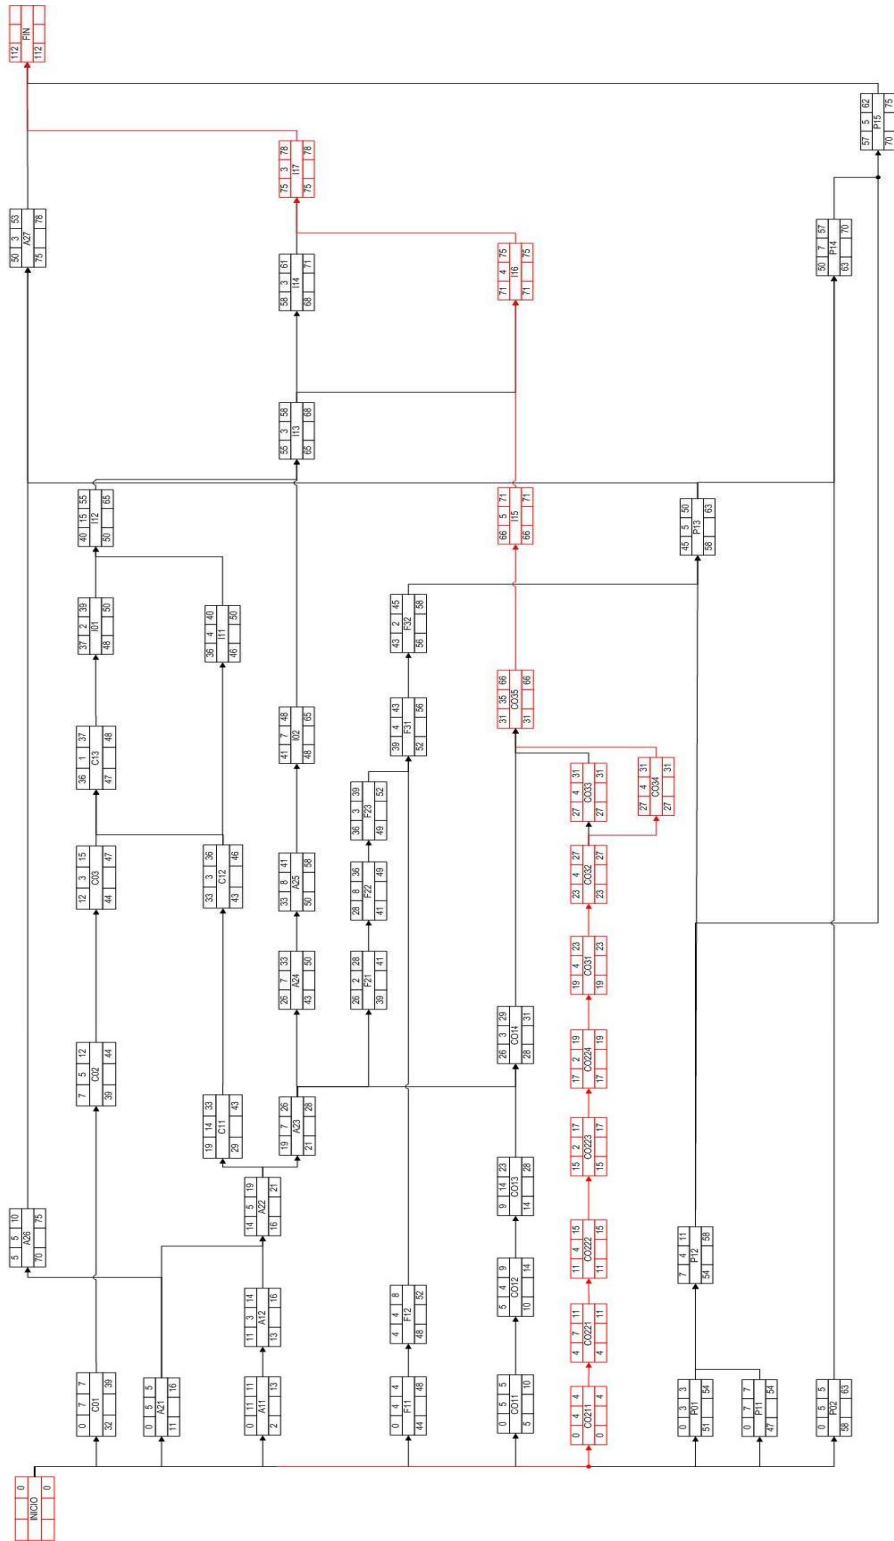 INICIO
0
0
0 7 7
C01
32 39
7 5 12
C02
39 44
12 3 15
C03
44 47
36 1 37
C13
47 48
37 2 39
I01
48 50
40 15 55
I12
50 65
0 5 5
A21
11 16
5 5 10
A26
70 75
50 3 53
A27
75 78
112
FIN
112
0 11 11
A11
2 13
11 3 14
A12
13 16
14 5 19
A22
16 21
19 14 33
C11
29 43
33 3 36
C12
43 46
36 4 40
I11
46 50
19 7 26
A23
21 28
26 7 33
A24
43 50
33 8 41
A25
50 58
41 7 48
I02
48 65
55 3 58
I13
65 68
58 3 61
I14
68 71
75 3 78
I17
75 78
26 2 28
F21
39 41
28 8 36
F22
41 49
36 3 39
F23
49 52
0 4 4
F11
44 48
4 4 8
F12
48 52
39 4 43
F31
52 56
43 2 45
F32
56 58
0 5 5
CO11
5 10
5 4 9
CO12
10 14
9 14 23
CO13
14 28
26 3 29
CO14
28 31
31 35 66
CO35
31 66
66 5 71
I15
66 71
71 4 75
I16
71 75
0 4 4
CO211
0 4
4 7 11
CO221
4 11
11 4 15
CO222
11 15
15 2 17
CO223
15 17
17 2 19
CO224
17 19
19 4 23
CO31
19 23
23 4 27
CO32
23 27
27 4 31
CO33
27 31
27 4 31
CO34
27 31
0 3 3
P01
51 54
0 7 7
P11
47 54
7 4 11
P12
54 58
45 5 50
P13
58 63
0 5 5
P02
58 63
50 7 57
P14
63 70
57 5 62
P15
70 75